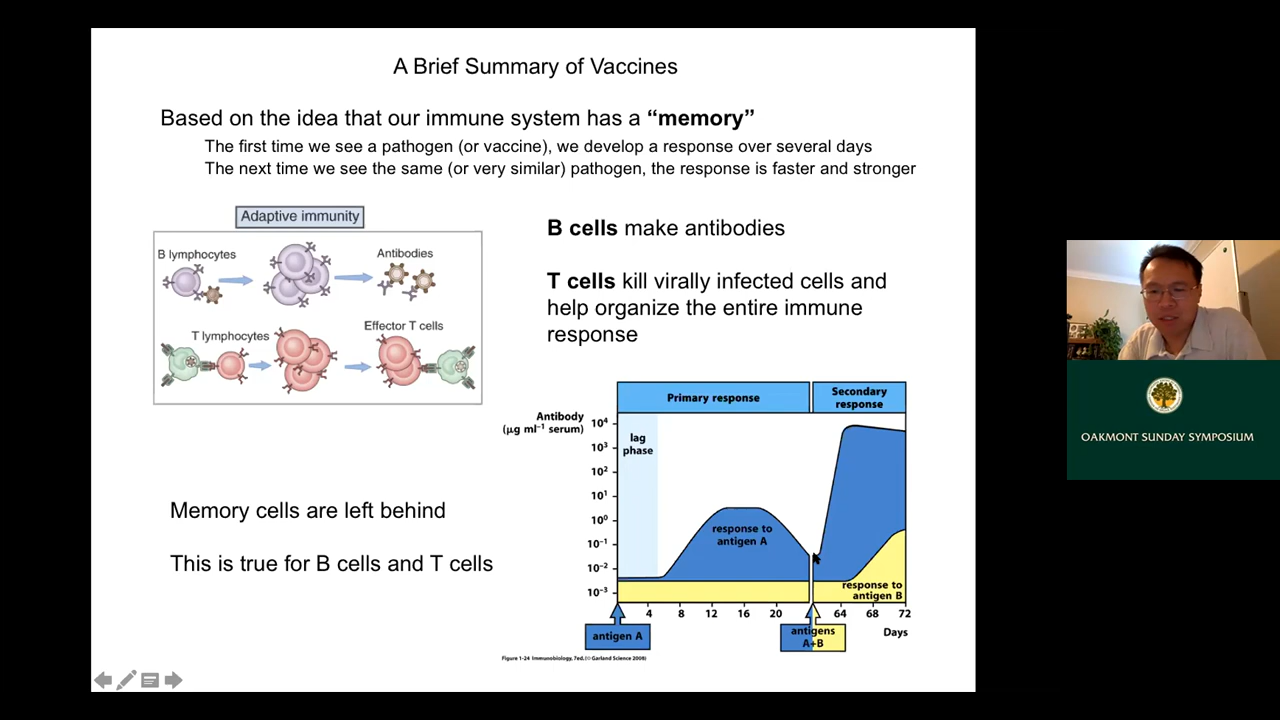 A Brief Summary of Vaccines
Based on the idea that our immune system has a “memory”
The first time we see a pathogen (or vaccine), we develop a response over several days
The next time we see the same (or very similar) pathogen, the response is faster and stronger
Adaptive immunity
B lymphocytes
Antibodies
T lymphocytes
Effector T cells
B cells make antibodies
T cells kill virally infected cells and
help organize the entire immune
response
Memory cells are left behind
This is true for B cells and T cells
Primary response
Secondary
response
Antibody
(μg ml⁻¹ serum)
10⁴
10³
10²
10¹
10⁰
10⁻¹
10⁻²
10⁻³
lag
phase
response to
antigen A
response to
antigen B
4 8 12 16 20 64 68 72
Days
antigen A
antigens
A+B
Figure 1-24 Immunobiology, 7ed. (© Garland Science 2008)
OAKMONT SUNDAY SYMPOSIUM